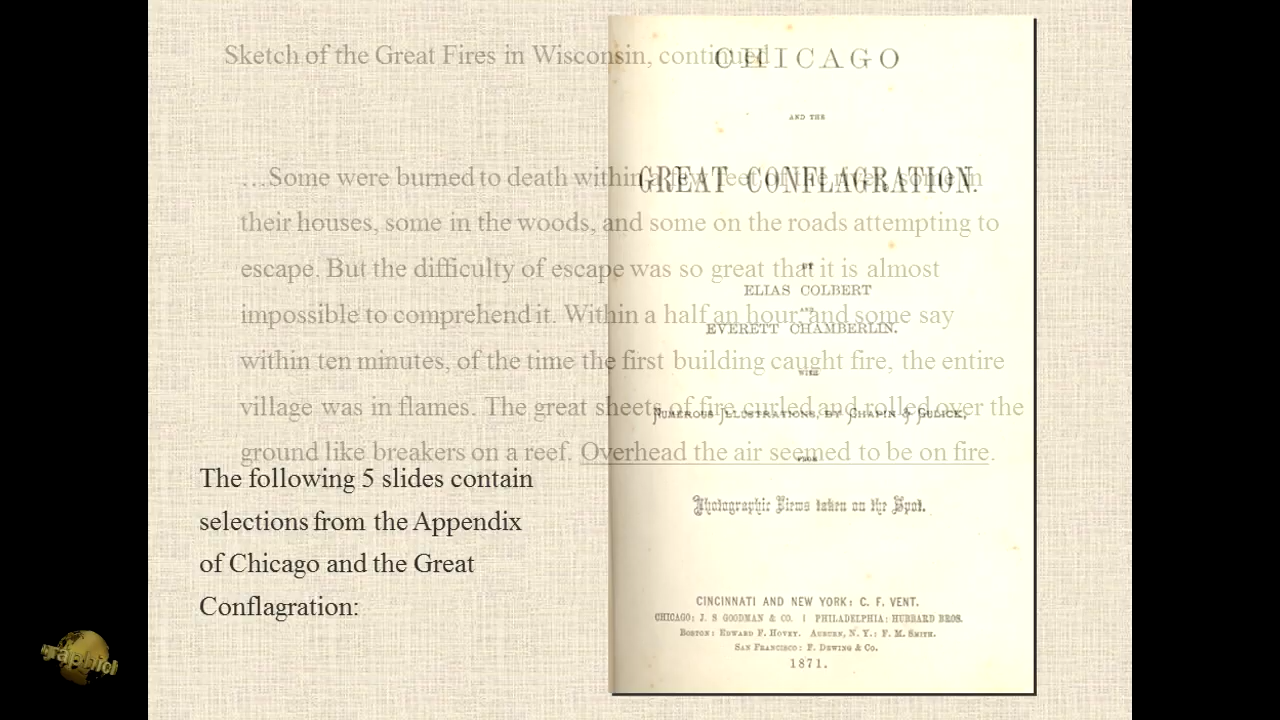 Sketch of the Great Fires in Wisconsin, continued
…Some were burned to death within a few feet of the river, some in
their houses, some in the woods, and some on the roads attempting to
escape. But the difficulty of escape was so great that it is almost
impossible to comprehend it. Within a half an hour, and some say
within ten minutes, of the time the first building caught fire, the entire
village was in flames. The great sheets of fire curled and rolled over the
ground like breakers on a reef. Overhead the air seemed to be on fire.
The following 5 slides contain
selections from the Appendix
of Chicago and the Great
Conflagration:
CHICAGO
AND THE
GREAT CONFLAGRATION.
BY
ELIAS COLBERT
AND
EVERETT CHAMBERLIN.
WITH
NUMEROUS ILLUSTRATIONS, BY CHAPIN & GULICK,
FROM
Photographic Views taken on the Spot.
CINCINNATI AND NEW YORK: C. F. VENT.
CHICAGO: J. S GOODMAN & CO. | PHILADELPHIA: HUBBARD BROS.
BOSTON: EDWARD F. HOVEY. AUBURN, N. Y.: F. M. SMITH.
SAN FRANCISCO: F. DEWING & CO.
1871.